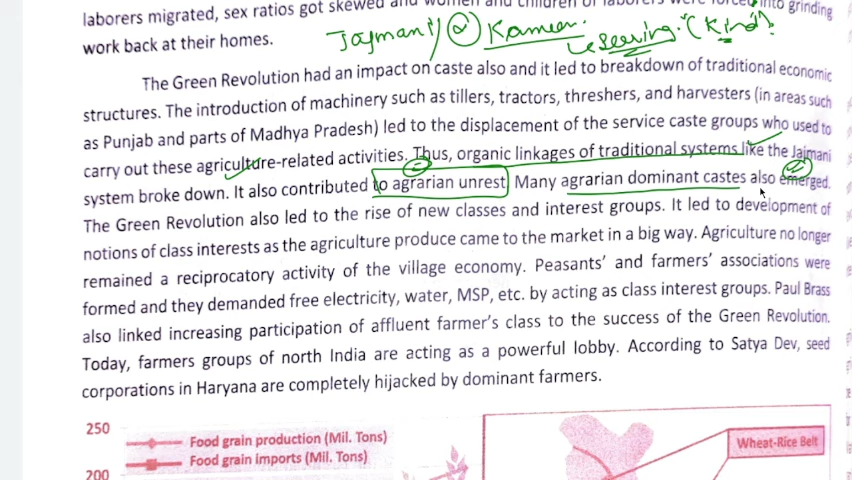 laborers migrated, sex ratios got skewed and women and children of laborers were forced into grinding
work back at their homes.
Jajmani
Kameen
serving (kind)
The Green Revolution had an impact on caste also and it led to breakdown of traditional economic
structures. The introduction of machinery such as tillers, tractors, threshers, and harvesters (in areas such
as Punjab and parts of Madhya Pradesh) led to the displacement of the service caste groups who used to
carry out these agriculture-related activities. Thus, organic linkages of traditional systems like the Jajmani
system broke down. It also contributed to agrarian unrest. Many agrarian dominant castes also emerged.
The Green Revolution also led to the rise of new classes and interest groups. It led to development of
notions of class interests as the agriculture produce came to the market in a big way. Agriculture no longer
remained a reciprocatory activity of the village economy. Peasants' and farmers' associations were
formed and they demanded free electricity, water, MSP, etc. by acting as class interest groups. Paul Brass
also linked increasing participation of affluent farmer's class to the success of the Green Revolution.
Today, farmers groups of north India are acting as a powerful lobby. According to Satya Dev, seed
corporations in Haryana are completely hijacked by dominant farmers.
250
Food grain production (Mil. Tons)
Food grain imports (Mil. Tons)
200
Wheat-Rice Belt